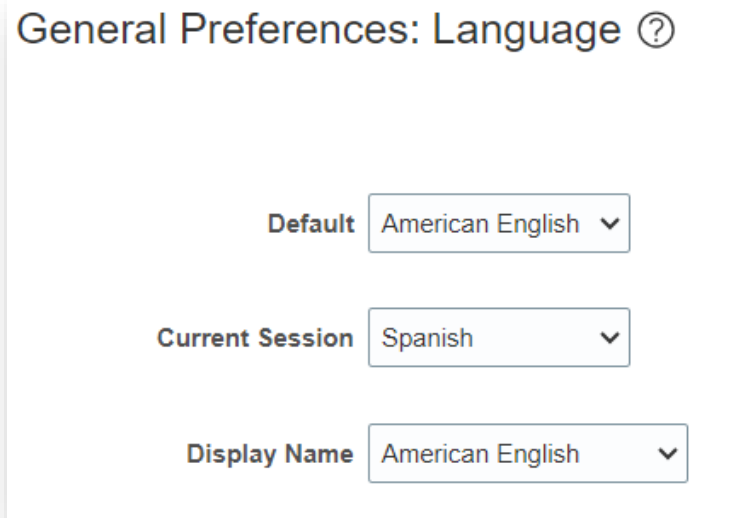 General Preferences: Language ?
Default American English
Current Session Spanish
Display Name American English